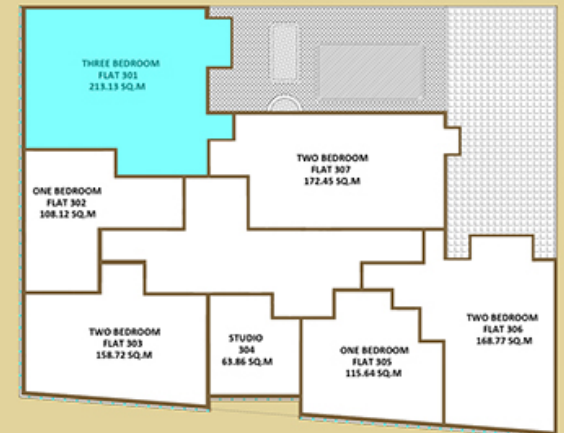 THREE BEDROOM
FLAT 301
213.13 SQ.M
TWO BEDROOM
FLAT 307
172.45 SQ.M
ONE BEDROOM
FLAT 302
108.12 SQ.M
TWO BEDROOM
FLAT 303
158.72 SQ.M
STUDIO
304
63.86 SQ.M
ONE BEDROOM
FLAT 305
115.64 SQ.M
TWO BEDROOM
FLAT 306
168.77 SQ.M